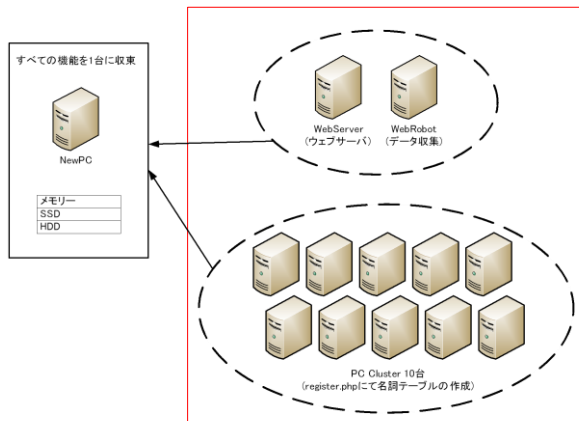 すべての機能を1台に収束
NewPC
メモリー
SSD
HDD
WebServer
(ウェブサーバ)
WebRobot
(データ収集)
PC Cluster 10台
(register.phpにて名詞テーブルの作成)